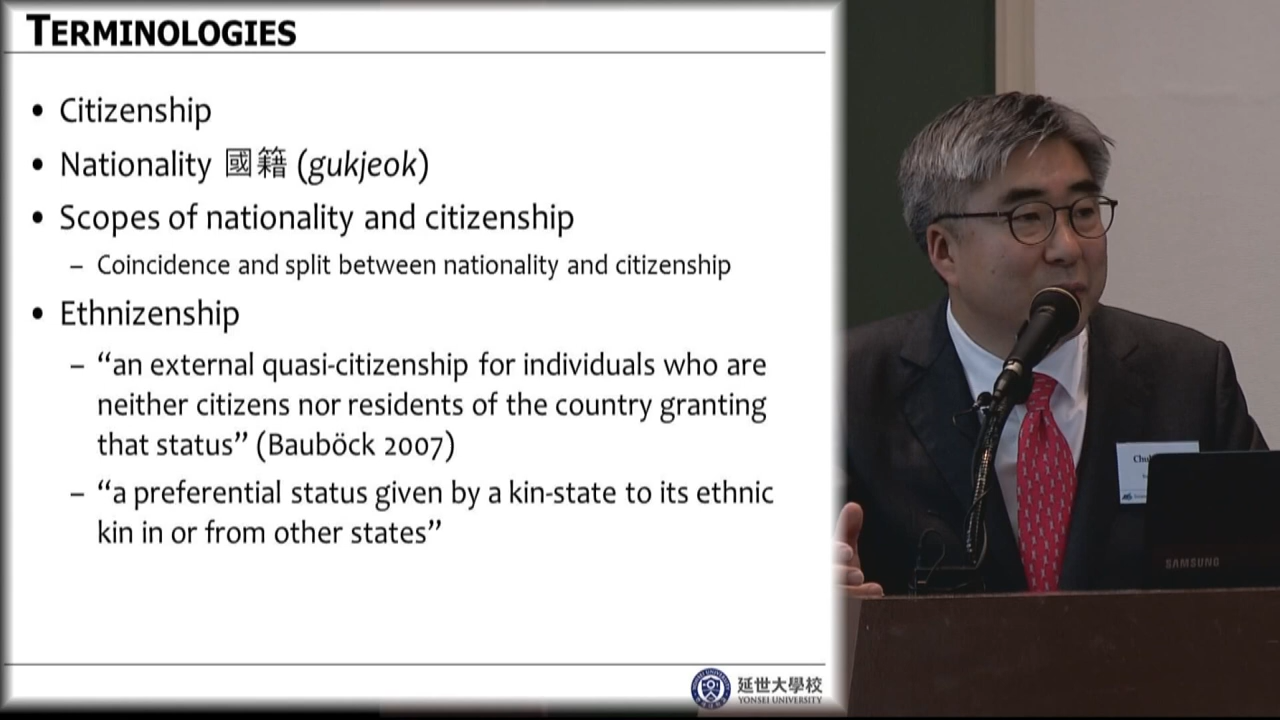 TERMINOLOGIES
• Citizenship
• Nationality 國籍 (gukjeok)
• Scopes of nationality and citizenship
– Coincidence and split between nationality and citizenship
• Ethnizenship
– “an external quasi-citizenship for individuals who are
neither citizens nor residents of the country granting
that status” (Bauböck 2007)
– “a preferential status given by a kin-state to its ethnic
kin in or from other states”
延世大學校
YONSEI UNIVERSITY
SAMSUNG